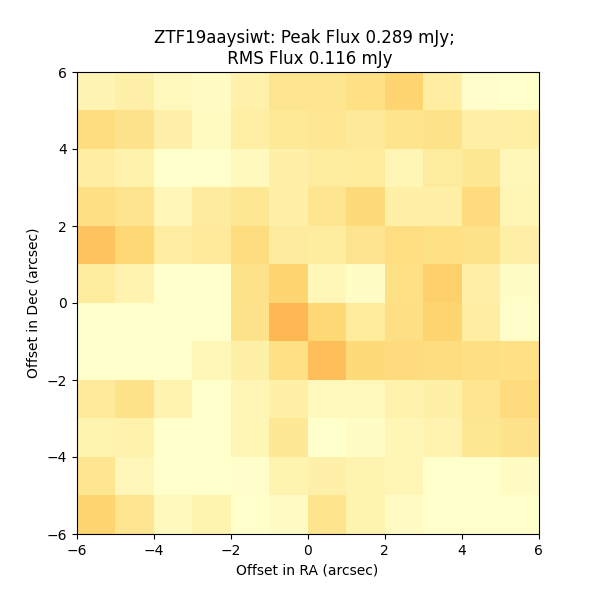 ZTF19aaysiwt: Peak Flux 0.289 mJy;
RMS Flux 0.116 mJy
6
4
2
0
−2
−4
−6
Offset in Dec (arcsec)
−6 −4 −2 0 2 4 6
Offset in RA (arcsec)